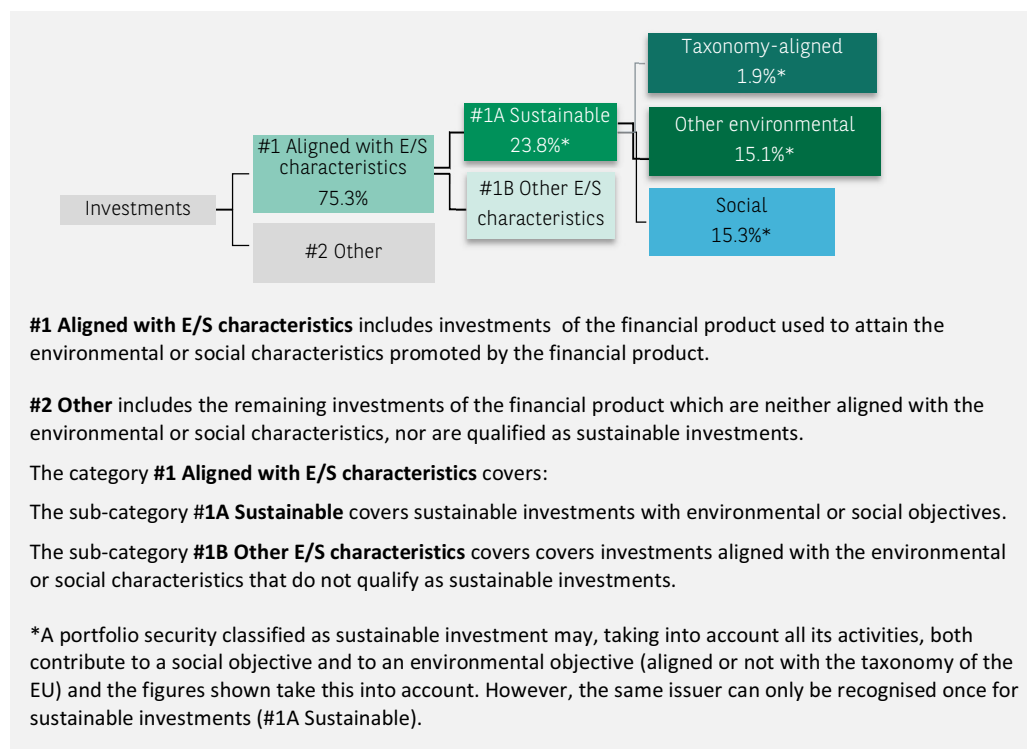 Taxonomy-aligned
1.9%*
#1A Sustainable
23.8%*
Other environmental
15.1%*
#1 Aligned with E/S
characteristics
75.3%
#1B Other E/S
characteristics
Investments
Social
15.3%*
#2 Other
#1 Aligned with E/S characteristics includes investments of the financial product used to attain the
environmental or social characteristics promoted by the financial product.
#2 Other includes the remaining investments of the financial product which are neither aligned with the
environmental or social characteristics, nor are qualified as sustainable investments.
The category #1 Aligned with E/S characteristics covers:
The sub-category #1A Sustainable covers sustainable investments with environmental or social objectives.
The sub-category #1B Other E/S characteristics covers covers investments aligned with the environmental
or social characteristics that do not qualify as sustainable investments.
*A portfolio security classified as sustainable investment may, taking into account all its activities, both
contribute to a social objective and to an environmental objective (aligned or not with the taxonomy of the
EU) and the figures shown take this into account. However, the same issuer can only be recognised once for
sustainable investments (#1A Sustainable).